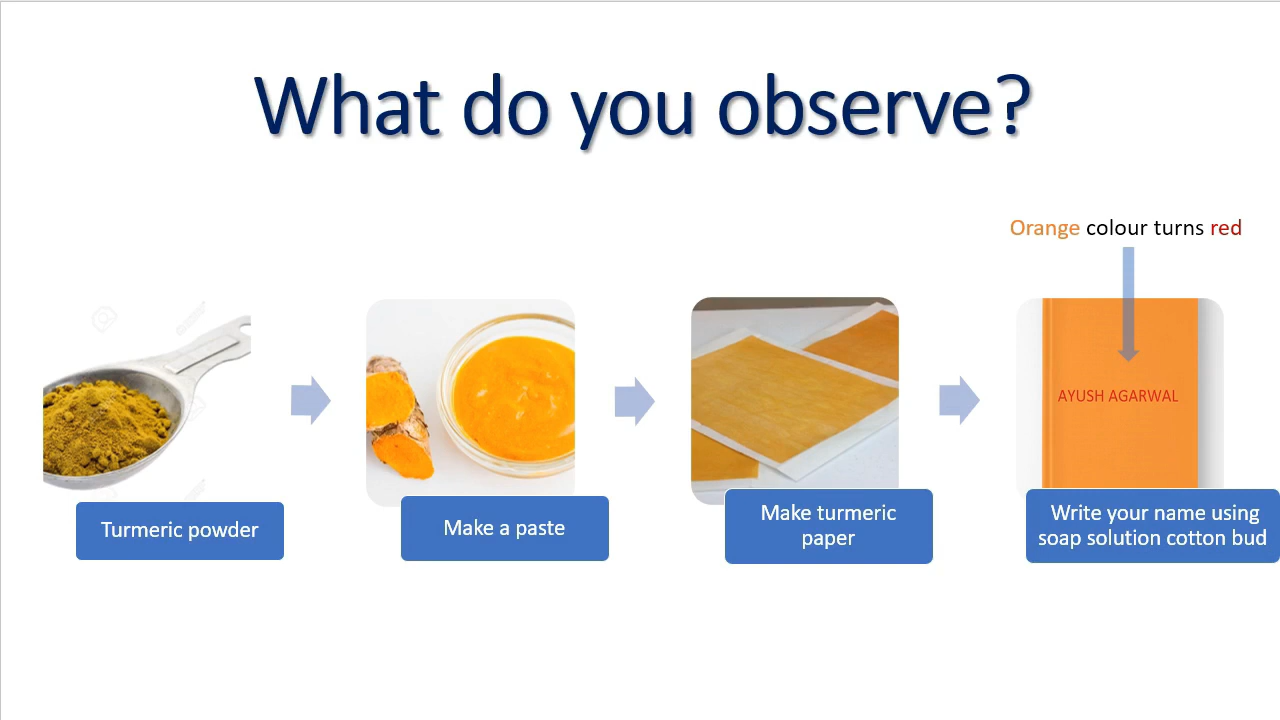 What do you observe?
Orange colour turns red
AYUSH AGARWAL
Turmeric powder
Make a paste
Make turmeric
paper
Write your name using
soap solution cotton bud